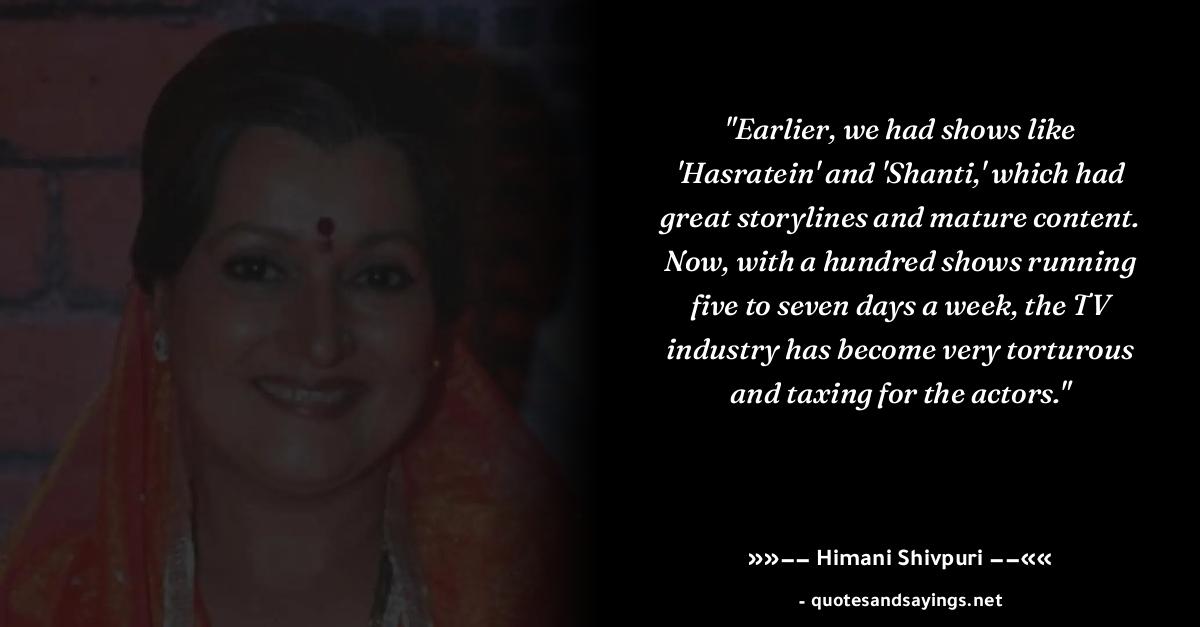 "Earlier, we had shows like
'Hasratein' and 'Shanti,' which had
great storylines and mature content.
Now, with a hundred shows running
five to seven days a week, the TV
industry has become very torturous
and taxing for the actors."
»»−− Himani Shivpuri −−««
- quotesandsayings.net